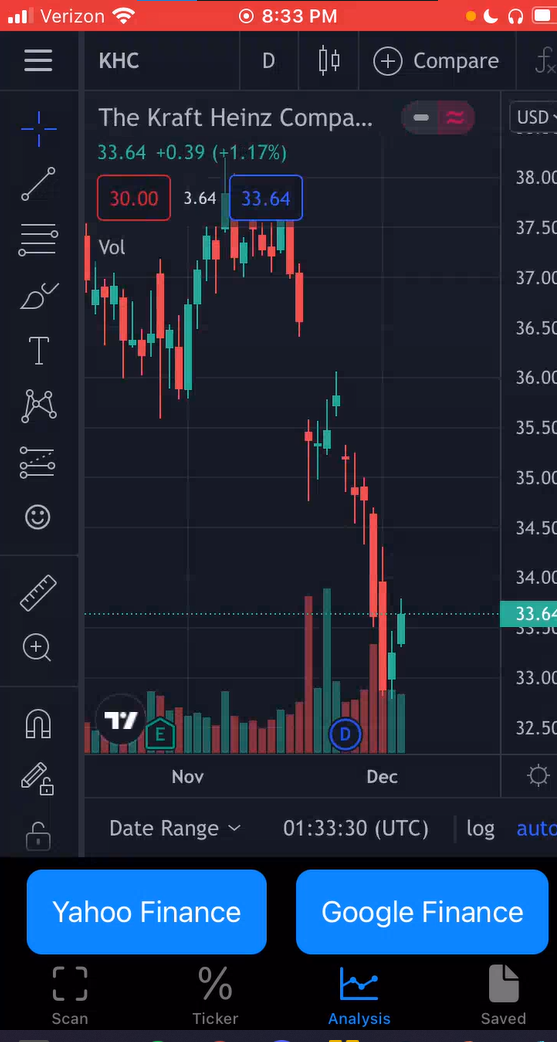 Verizon 8:33 PM
KHC D Compare fx
The Kraft Heinz Compa... USD
33.64 +0.39 (+1.17%)
30.00 3.64 33.64
Vol
38.00
37.50
37.00
36.50
36.00
35.50
35.00
34.50
34.00
33.64
33.50
33.00
32.50
E D
Nov Dec
Date Range 01:33:30 (UTC) log auto
Yahoo Finance Google Finance
Scan Ticker Analysis Saved